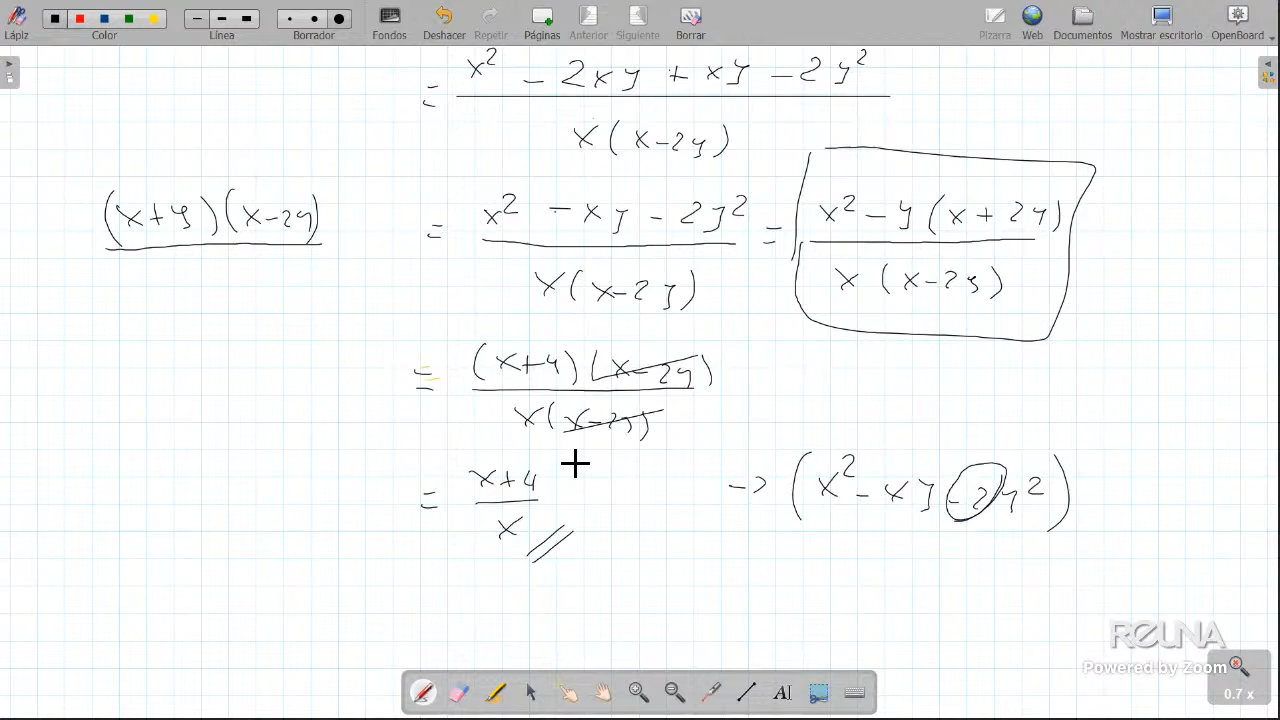 Lápiz Color Línea Borrador Fondos Deshacer Repetir Páginas Anterior Siguiente Borrar Pizarra Web Documentos Mostrar escritorio OpenBoard
= x² - 2xy + xy - 2y²
x(x-2y)
(x+y)(x-2y)
= x² - xy - 2y² = x² - y(x+2y)
x(x-2y) x(x-2y)
= (x+y)(x-2y)
x(x-2y)
= x+y
x
-> (x² - xy - 2y²)
REUNA
Powered by Zoom
0.7 x